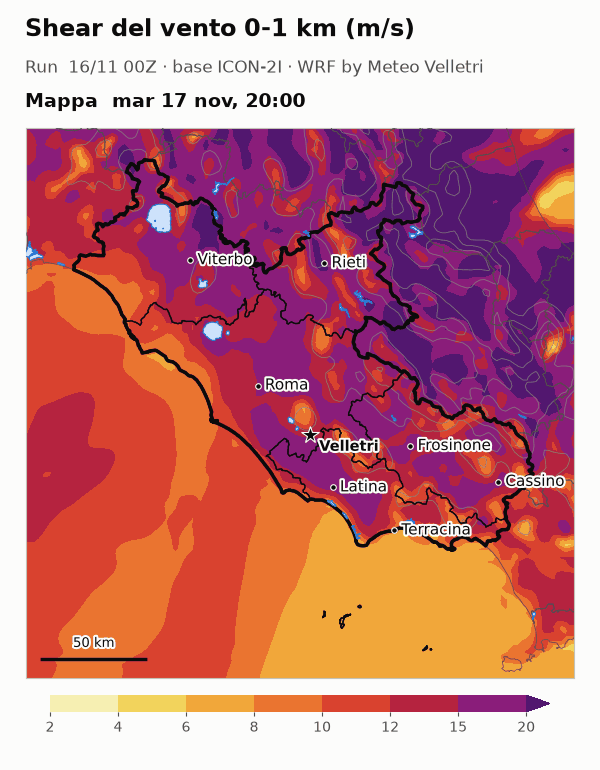 Shear del vento 0-1 km (m/s)
Run  16/11 00Z · base ICON-2I · WRF by Meteo Velletri
Mappa  mar 17 nov, 20:00
Viterbo
Rieti
Roma
Velletri
Frosinone
Latina
Cassino
Terracina
50 km
2 4 6 8 10 12 15 20